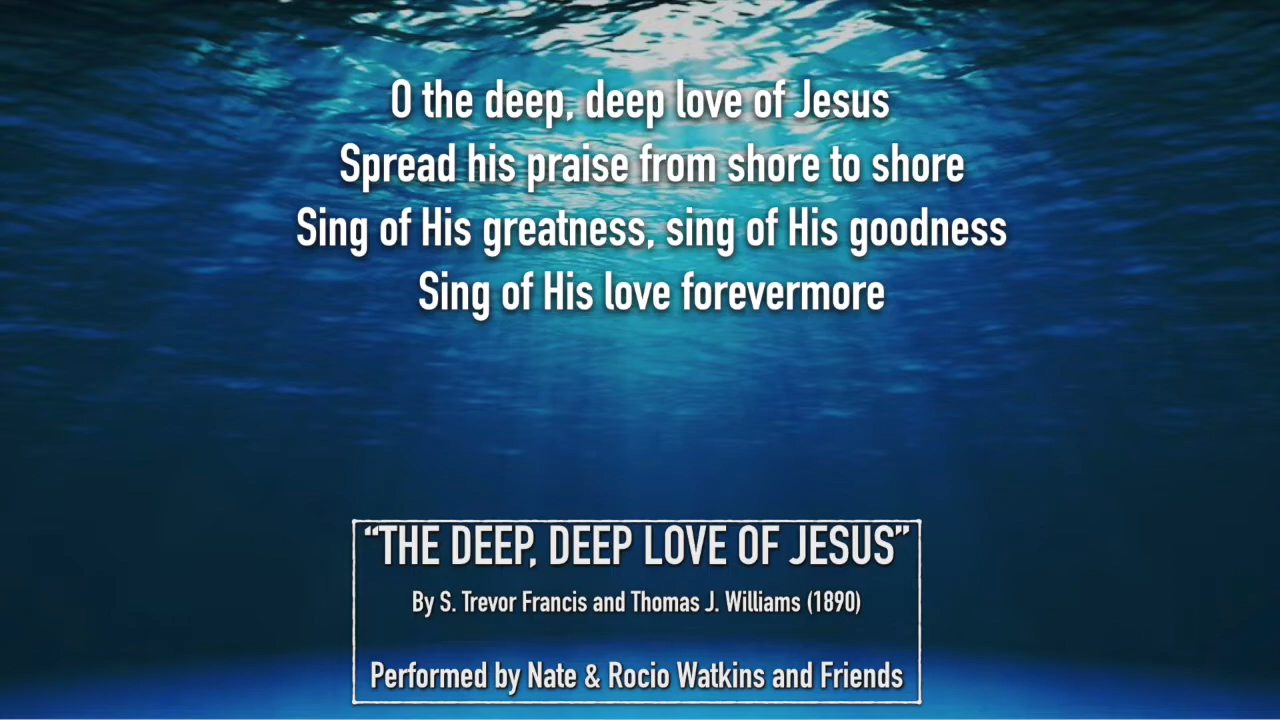 O the deep, deep love of Jesus
Spread his praise from shore to shore
Sing of His greatness, sing of His goodness
Sing of His love forevermore
“THE DEEP, DEEP LOVE OF JESUS”
By S. Trevor Francis and Thomas J. Williams (1890)
Performed by Nate & Rocio Watkins and Friends